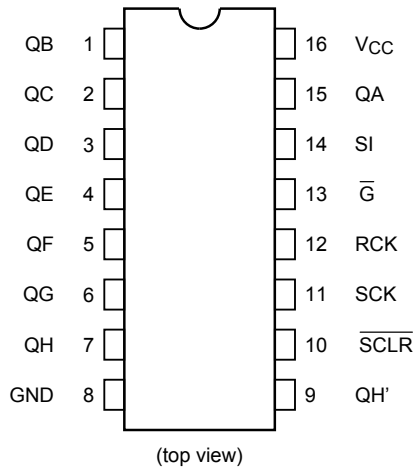 QB 1 16 VCC
QC 2 15 QA
QD 3 14 SI
QE 4 13 G̅
QF 5 12 RCK
QG 6 11 SCK
QH 7 10 S̅C̅L̅R̅
GND 8 9 QH’
(top view)